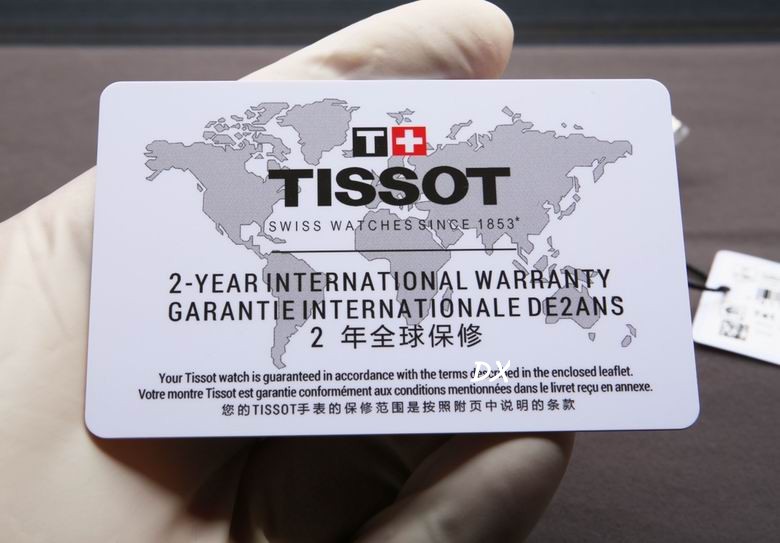 T+
TISSOT
SWISS WATCHES SINCE 1853*
2-YEAR INTERNATIONAL WARRANTY
GARANTIE INTERNATIONALE DE2ANS
2 年全球保修
Your Tissot watch is guaranteed in accordance with the terms described in the enclosed leaflet.
DX
Votre montre Tissot est garantie conformément aux conditions mentionnées dans le livret reçu en annexe.
您的TISSOT手表的保修范围是按照附页中说明的条款